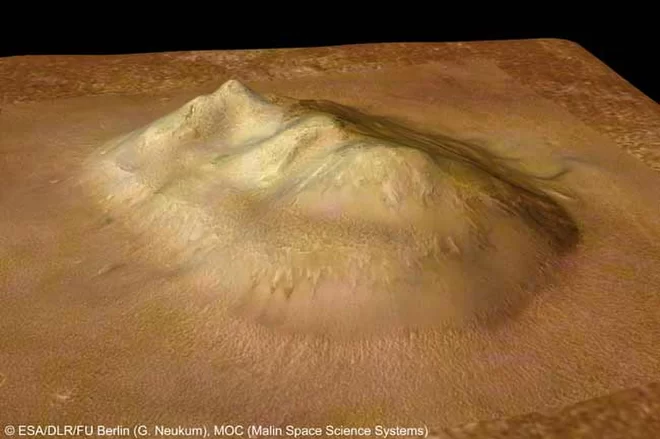 © ESA/DLR/FU Berlin (G. Neukum), MOC (Malin Space Science Systems)